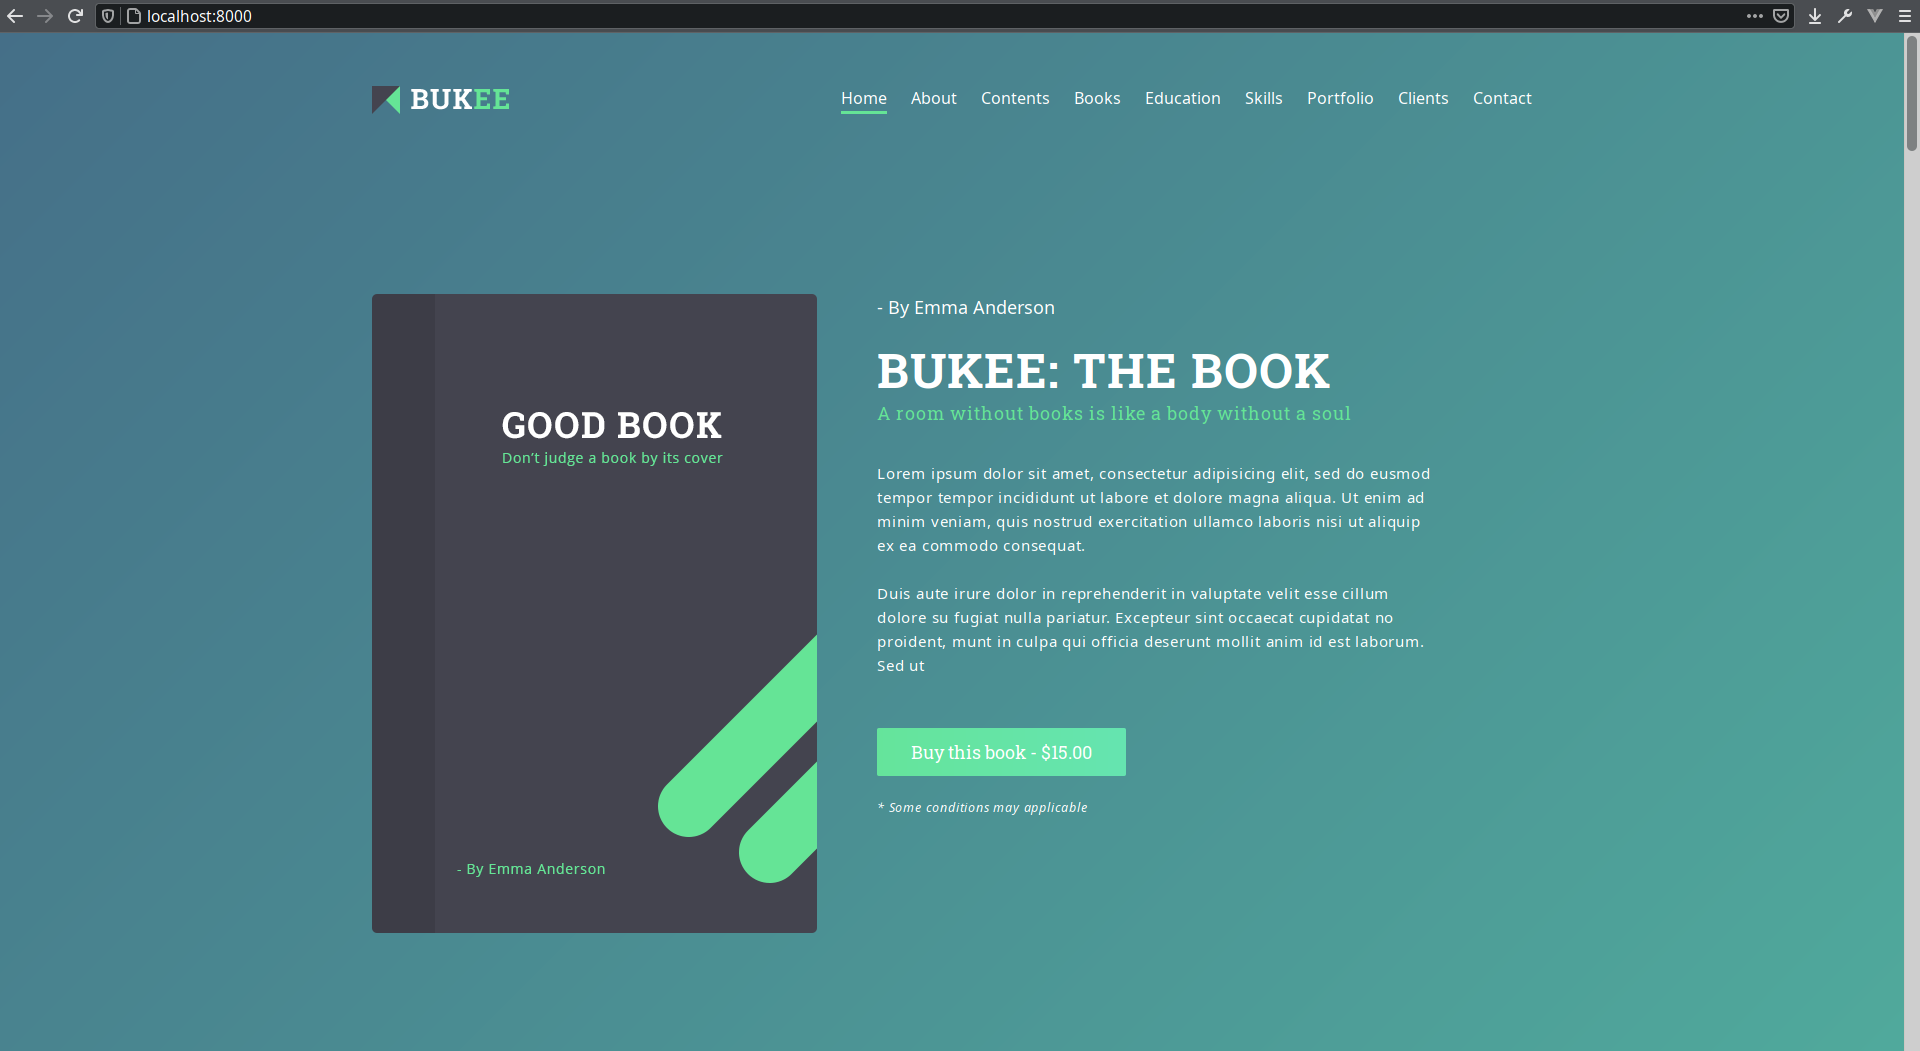 localhost:8000
BUKEE
Home About Contents Books Education Skills Portfolio Clients Contact
GOOD BOOK
Don't judge a book by its cover
- By Emma Anderson
- By Emma Anderson
BUKEE: THE BOOK
A room without books is like a body without a soul
Lorem ipsum dolor sit amet, consectetur adipisicing elit, sed do eusmod
tempor tempor incididunt ut labore et dolore magna aliqua. Ut enim ad
minim veniam, quis nostrud exercitation ullamco laboris nisi ut aliquip
ex ea commodo consequat.
Duis aute irure dolor in reprehenderit in valuptate velit esse cillum
dolore su fugiat nulla pariatur. Excepteur sint occaecat cupidatat no
proident, munt in culpa qui officia deserunt mollit anim id est laborum.
Sed ut
Buy this book - $15.00
* Some conditions may applicable